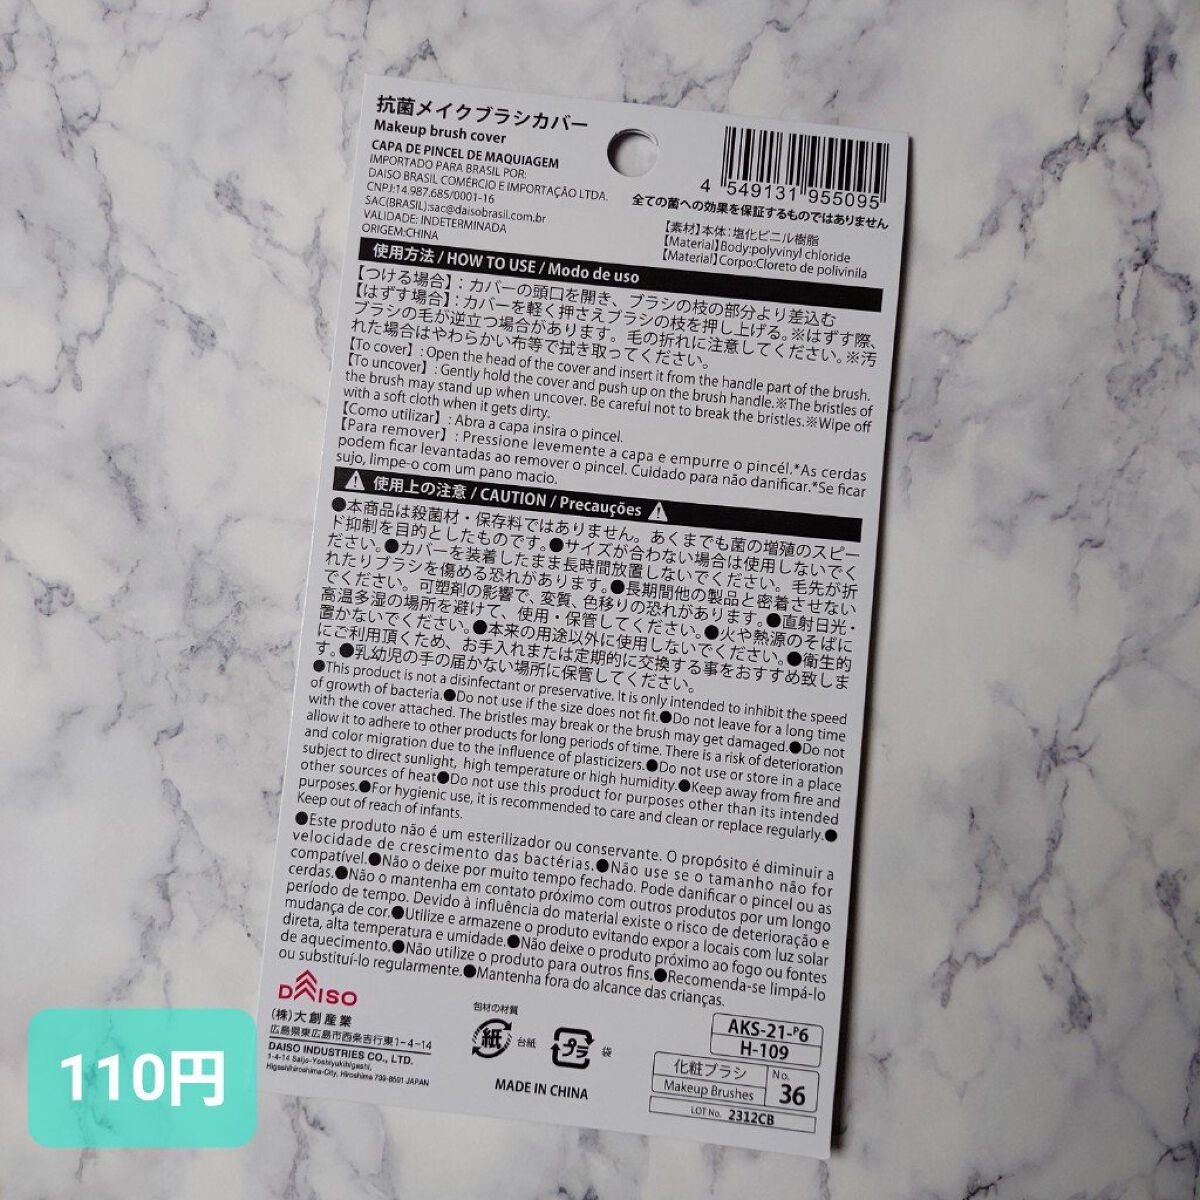 抗菌メイクブラシカバー
Makeup brush cover
CAPA DE PINCEL DE MAQUIAGEM
IMPORTADO PARA BRASIL POR:
DAISO BRASIL COMÉRCIO E IMPORTAÇÃO LTDA.
CNPJ:14.987.685/0001-16
SAC(BRASIL):sac@daisobrasil.com.br
VALIDADE: INDETERMINADA
ORIGEM:CHINA
4 549131 955095
全ての菌への効果を保証するものではありません
【素材】本体:塩化ビニル樹脂
【Material】Body:polyvinyl chloride
【Material】Corpo:Cloreto de polivinila
使用方法 / HOW TO USE / Modo de uso
【つける場合】:カバーの頭口を開き、ブラシの枝の部分より差込む
【はずす場合】:カバーを軽く押さえブラシの枝を押し上げる。※はずす際、
ブラシの毛が逆立つ場合があります。毛の折れに注意してください。※汚
れた場合はやわらかい布等で拭き取ってください。
【To cover】: Open the head of the cover and insert it from the handle part of the brush.
【To uncover】: Gently hold the cover and push up on the brush handle.※The bristles of
the brush may stand up when uncover. Be careful not to break the bristles.※Wipe off
with a soft cloth when it gets dirty.
【Como utilizar】: Abra a capa insira o pincel.
【Para remover】: Pressione levemente a capa e empurre o pincél.*As cerdas
podem ficar levantadas ao remover o pincel. Cuidado para não danificar.*Se ficar
sujo, limpe-o com um pano macio.
使用上の注意 / CAUTION / Precauções
●本商品は殺菌材・保存料ではありません。あくまでも菌の増殖のスピー
ド抑制を目的としたものです。●サイズが合わない場合は使用しないでく
ださい。●カバーを装着したまま長時間放置しないでください。毛先が折
れたりブラシを傷める恐れがあります。●長期間他の製品と密着させない
でください。可塑剤の影響で、変質、色移りの恐れがあります。●直射日光・
高温多湿の場所を避けて、使用・保管してください。●火や熱源のそばに
置かないでください。●本来の用途以外に使用しないでください。●衛生的
にご利用頂くため、お手入れまたは定期的に交換する事をおすすめ致しま
す。●乳幼児の手の届かない場所に保管してください。
●This product is not a disinfectant or preservative. It is only intended to inhibit the speed
of growth of bacteria.●Do not use if the size does not fit.●Do not leave for a long time
with the cover attached. The bristles may break or the brush may get damaged.●Do not
allow it to adhere to other products for long periods of time. There is a risk of deterioration
and color migration due to the influence of plasticizers.●Do not use or store in a place
subject to direct sunlight, high temperature or high humidity.●Keep away from fire and
other sources of heat●Do not use this product for purposes other than its intended
purposes.●For hygienic use, it is recommended to care and clean or replace regularly.●
Keep out of reach of infants.
●Este produto não é um esterilizador ou conservante. O propósito é diminuir a
velocidade de crescimento das bactérias.●Não use se o tamanho não for
compatível.●Não o deixe por muito tempo fechado. Pode danificar o pincel ou as
cerdas.●Não o mantenha em contato próximo com outros produtos por um longo
período de tempo. Devido à influência do material existe o risco de deterioração e
mudança de cor.●Utilize e armazene o produto evitando expor a locais com luz solar
direta, alta temperatura e umidade.●Não deixe o produto próximo ao fogo ou fontes
de aquecimento.●Não utilize o produto para outros fins.●Recomenda-se limpá-lo
ou substituí-lo regularmente.●Mantenha fora do alcance das crianças.
DAISO
(株)大創産業
広島県東広島市西条吉行東1-4-14
DAISO INDUSTRIES CO., LTD.
1-4-14 Saijo-Yoshiyukihigashi,
Higashihiroshima-City, Hiroshima 739-8501 JAPAN
包材の材質
紙 台紙
プラ 袋
MADE IN CHINA
AKS-21-P6
H-109
化粧ブラシ
Makeup Brushes
No.
36
LOT No. 2312CB
110円